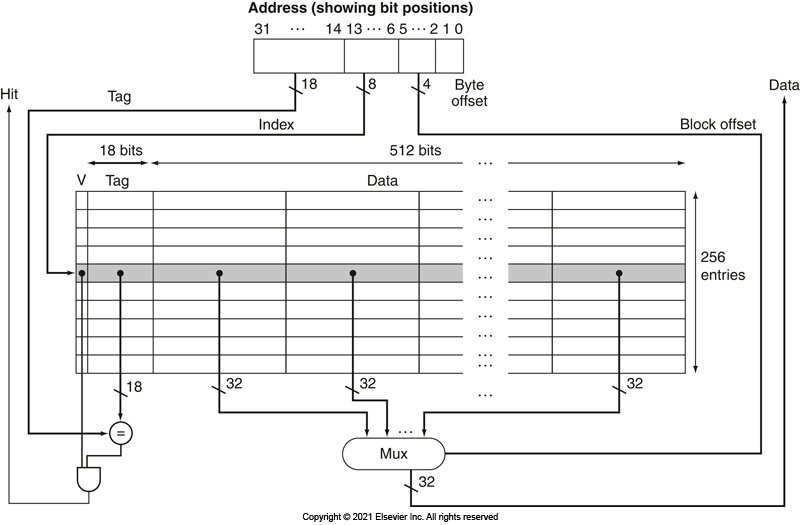 Address (showing bit positions)
31 ··· 14 13 ··· 6 5 ··· 2 1 0
18
8
4
Byte
offset
Hit
Data
Tag
Index
Block offset
18 bits
512 bits
···
V
Tag
Data
···
···
···
···
···
···
···
···
···
···
256
entries
18
32
32
32
···
=
···
Mux
32
Copyright © 2021 Elsevier Inc. All rights reserved